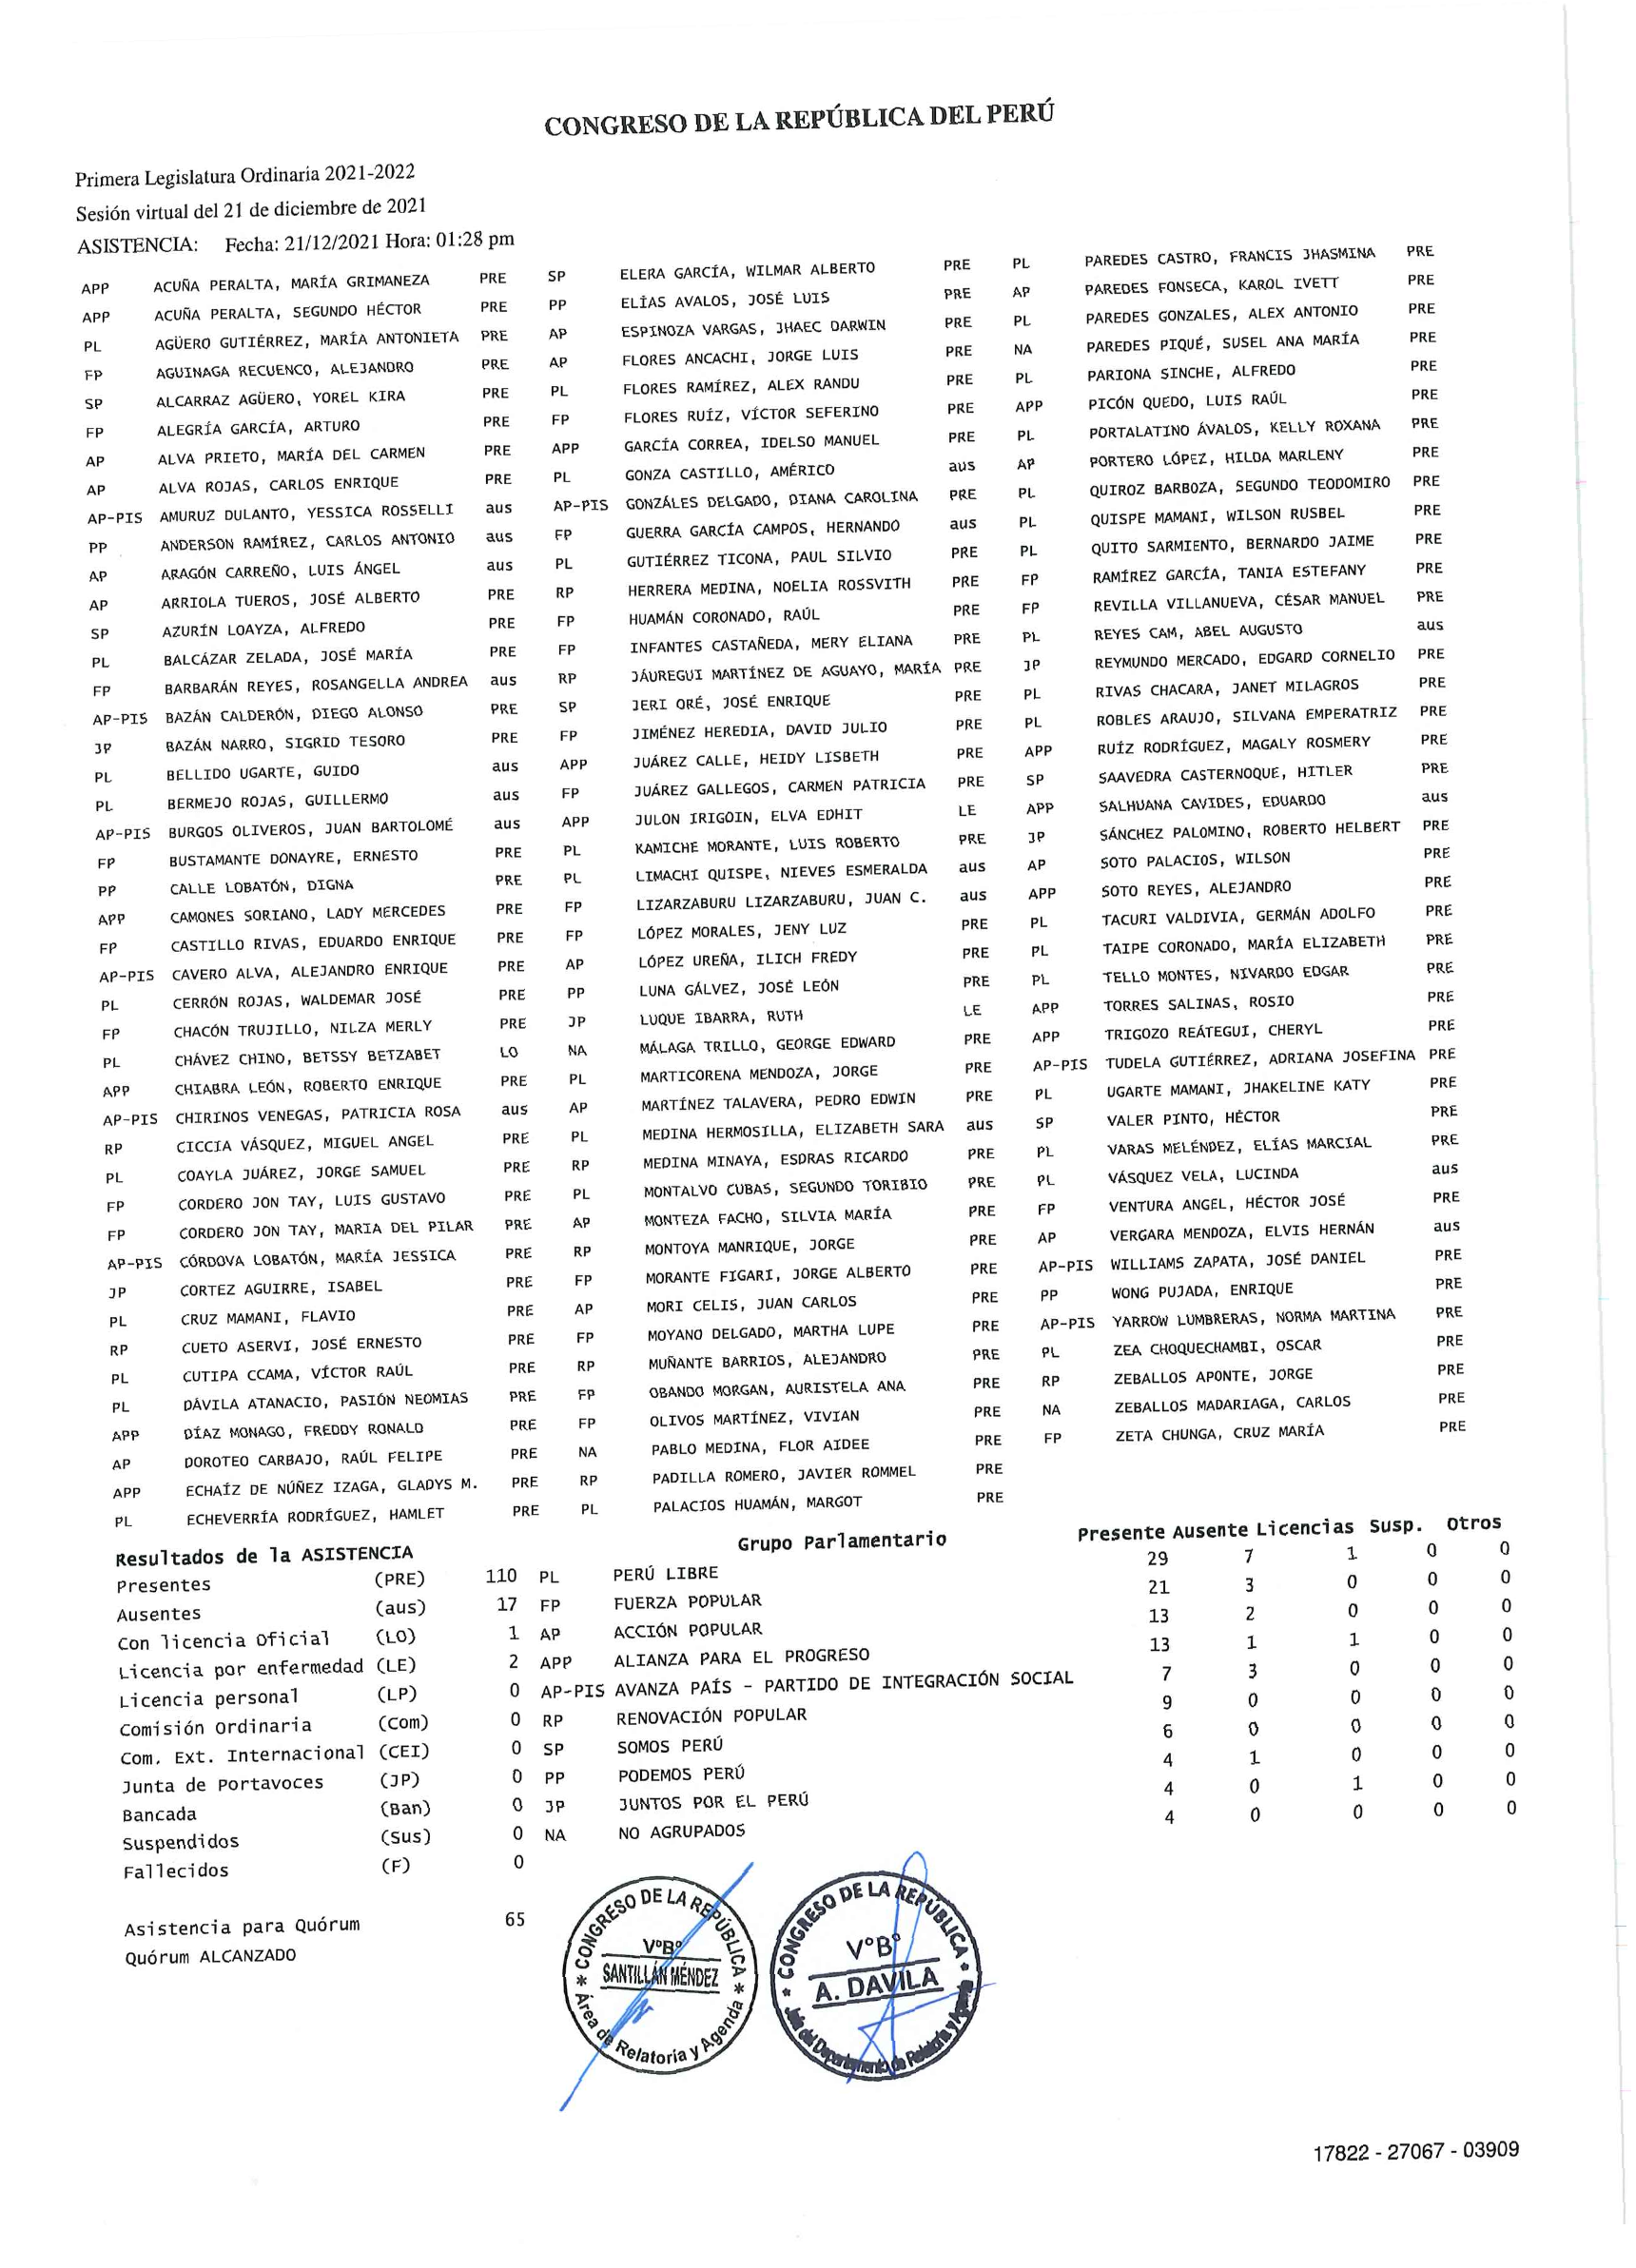 CONGRESO DE LA REPÚBLICA DEL PERÚ
Primera Legislatura Ordinaria 2021-2022
Sesión virtual del 21 de diciembre de 2021
ASISTENCIA: Fecha: 21/12/2021 Hora: 01:28 pm
APP ACUÑA PERALTA, MARÍA GRIMANEZA PRE
APP ACUÑA PERALTA, SEGUNDO HÉCTOR PRE
PL AGÜERO GUTIÉRREZ, MARÍA ANTONIETA PRE
FP AGUINAGA RECUENCO, ALEJANDRO PRE
SP ALCARRAZ AGÜERO, YOREL KIRA PRE
FP ALEGRÍA GARCÍA, ARTURO PRE
AP ALVA PRIETO, MARÍA DEL CARMEN PRE
AP ALVA ROJAS, CARLOS ENRIQUE PRE
AP-PIS AMURUZ DULANTO, YESSICA ROSSELLI aus
PP ANDERSON RAMÍREZ, CARLOS ANTONIO aus
AP ARAGÓN CARREÑO, LUIS ÁNGEL aus
AP ARRIOLA TUEROS, JOSÉ ALBERTO PRE
SP AZURÍN LOAYZA, ALFREDO PRE
PL BALCÁZAR ZELADA, JOSÉ MARÍA PRE
FP BARBARÁN REYES, ROSANGELLA ANDREA aus
AP-PIS BAZÁN CALDERÓN, DIEGO ALONSO PRE
JP BAZÁN NARRO, SIGRID TESORO PRE
PL BELLIDO UGARTE, GUIDO aus
PL BERMEJO ROJAS, GUILLERMO aus
AP-PIS BURGOS OLIVEROS, JUAN BARTOLOMÉ aus
FP BUSTAMANTE DONAYRE, ERNESTO PRE
PP CALLE LOBATÓN, DIGNA PRE
APP CAMONES SORIANO, LADY MERCEDES PRE
FP CASTILLO RIVAS, EDUARDO ENRIQUE PRE
AP-PIS CAVERO ALVA, ALEJANDRO ENRIQUE PRE
PL CERRÓN ROJAS, WALDEMAR JOSÉ PRE
FP CHACÓN TRUJILLO, NILZA MERLY PRE
PL CHÁVEZ CHINO, BETSSY BETZABET LO
APP CHIABRA LEÓN, ROBERTO ENRIQUE PRE
AP-PIS CHIRINOS VENEGAS, PATRICIA ROSA aus
RP CICCIA VÁSQUEZ, MIGUEL ANGEL PRE
PL COAYLA JUÁREZ, JORGE SAMUEL PRE
FP CORDERO JON TAY, LUIS GUSTAVO PRE
FP CORDERO JON TAY, MARIA DEL PILAR PRE
AP-PIS CÓRDOVA LOBATÓN, MARÍA JESSICA PRE
JP CORTEZ AGUIRRE, ISABEL PRE
PL CRUZ MAMANI, FLAVIO PRE
RP CUETO ASERVI, JOSÉ ERNESTO PRE
PL CUTIPA CCAMA, VÍCTOR RAÚL PRE
PL DÁVILA ATANACIO, PASIÓN NEOMIAS PRE
APP DÍAZ MONAGO, FREDDY RONALD PRE
AP DOROTEO CARBAJO, RAÚL FELIPE PRE
APP ECHAÍZ DE NÚÑEZ IZAGA, GLADYS M. PRE
PL ECHEVERRÍA RODRÍGUEZ, HAMLET PRE
SP ELERA GARCÍA, WILMAR ALBERTO PRE
PP ELÍAS AVALOS, JOSÉ LUIS PRE
AP ESPINOZA VARGAS, JHAEC DARWIN PRE
AP FLORES ANCACHI, JORGE LUIS PRE
PL FLORES RAMÍREZ, ALEX RANDU PRE
FP FLORES RUÍZ, VÍCTOR SEFERINO PRE
APP GARCÍA CORREA, IDELSO MANUEL PRE
PL GONZA CASTILLO, AMÉRICO aus
AP-PIS GONZÁLES DELGADO, DIANA CAROLINA PRE
FP GUERRA GARCÍA CAMPOS, HERNANDO aus
PL GUTIÉRREZ TICONA, PAUL SILVIO PRE
RP HERRERA MEDINA, NOELIA ROSSVITH PRE
FP HUAMÁN CORONADO, RAÚL PRE
FP INFANTES CASTAÑEDA, MERY ELIANA PRE
RP JÁUREGUI MARTÍNEZ DE AGUAYO, MARÍA PRE
SP JERI ORÉ, JOSÉ ENRIQUE PRE
FP JIMÉNEZ HEREDIA, DAVID JULIO PRE
APP JUÁREZ CALLE, HEIDY LISBETH PRE
FP JUÁREZ GALLEGOS, CARMEN PATRICIA PRE
APP JULON IRIGOIN, ELVA EDHIT LE
PL KAMICHE MORANTE, LUIS ROBERTO PRE
PL LIMACHI QUISPE, NIEVES ESMERALDA aus
FP LIZARZABURU LIZARZABURU, JUAN C. aus
FP LÓPEZ MORALES, JENY LUZ PRE
AP LÓPEZ UREÑA, ILICH FREDY PRE
PP LUNA GÁLVEZ, JOSÉ LEÓN PRE
JP LUQUE IBARRA, RUTH LE
NA MÁLAGA TRILLO, GEORGE EDWARD PRE
PL MARTICORENA MENDOZA, JORGE PRE
AP MARTÍNEZ TALAVERA, PEDRO EDWIN PRE
PL MEDINA HERMOSILLA, ELIZABETH SARA aus
RP MEDINA MINAYA, ESDRAS RICARDO PRE
PL MONTALVO CUBAS, SEGUNDO TORIBIO PRE
AP MONTEZA FACHO, SILVIA MARÍA PRE
RP MONTOYA MANRIQUE, JORGE PRE
FP MORANTE FIGARI, JORGE ALBERTO PRE
AP MORI CELIS, JUAN CARLOS PRE
FP MOYANO DELGADO, MARTHA LUPE PRE
RP MUÑANTE BARRIOS, ALEJANDRO PRE
FP OBANDO MORGAN, AURISTELA ANA PRE
FP OLIVOS MARTÍNEZ, VIVIAN PRE
NA PABLO MEDINA, FLOR AIDEE PRE
RP PADILLA ROMERO, JAVIER ROMMEL PRE
PL PALACIOS HUAMÁN, MARGOT PRE
PL PAREDES CASTRO, FRANCIS JHASMINA PRE
AP PAREDES FONSECA, KAROL IVETT PRE
PL PAREDES GONZALES, ALEX ANTONIO PRE
NA PAREDES PIQUÉ, SUSEL ANA MARÍA PRE
PL PARIONA SINCHE, ALFREDO PRE
APP PICÓN QUEDO, LUIS RAÚL PRE
PL PORTALATINO ÁVALOS, KELLY ROXANA PRE
AP PORTERO LÓPEZ, HILDA MARLENY PRE
PL QUIROZ BARBOZA, SEGUNDO TEODOMIRO PRE
PL QUISPE MAMANI, WILSON RUSBEL PRE
PL QUITO SARMIENTO, BERNARDO JAIME PRE
FP RAMÍREZ GARCÍA, TANIA ESTEFANY PRE
FP REVILLA VILLANUEVA, CÉSAR MANUEL PRE
PL REYES CAM, ABEL AUGUSTO aus
JP REYMUNDO MERCADO, EDGARD CORNELIO PRE
PL RIVAS CHACARA, JANET MILAGROS PRE
PL ROBLES ARAUJO, SILVANA EMPERATRIZ PRE
APP RUÍZ RODRÍGUEZ, MAGALY ROSMERY PRE
SP SAAVEDRA CASTERNOQUE, HITLER PRE
APP SALHUANA CAVIDES, EDUARDO aus
JP SÁNCHEZ PALOMINO, ROBERTO HELBERT PRE
AP SOTO PALACIOS, WILSON PRE
APP SOTO REYES, ALEJANDRO PRE
PL TACURI VALDIVIA, GERMÁN ADOLFO PRE
PL TAIPE CORONADO, MARÍA ELIZABETH PRE
PL TELLO MONTES, NIVARDO EDGAR PRE
APP TORRES SALINAS, ROSIO PRE
APP TRIGOZO REÁTEGUI, CHERYL PRE
AP-PIS TUDELA GUTIÉRREZ, ADRIANA JOSEFINA PRE
PL UGARTE MAMANI, JHAKELINE KATY PRE
SP VALER PINTO, HÉCTOR PRE
PL VARAS MELÉNDEZ, ELÍAS MARCIAL PRE
PL VÁSQUEZ VELA, LUCINDA aus
FP VENTURA ANGEL, HÉCTOR JOSÉ PRE
AP VERGARA MENDOZA, ELVIS HERNÁN aus
AP-PIS WILLIAMS ZAPATA, JOSÉ DANIEL PRE
PP WONG PUJADA, ENRIQUE PRE
AP-PIS YARROW LUMBRERAS, NORMA MARTINA PRE
PL ZEA CHOQUECHAMBI, OSCAR PRE
RP ZEBALLOS APONTE, JORGE PRE
NA ZEBALLOS MADARIAGA, CARLOS PRE
FP ZETA CHUNGA, CRUZ MARÍA PRE
Resultados de la ASISTENCIA
Presentes (PRE) 110
Ausentes (aus) 17
Con licencia Oficial (LO) 1
Licencia por enfermedad (LE) 2
Licencia personal (LP) 0
Comisión Ordinaria (Com) 0
Com. Ext. Internacional (CEI) 0
Junta de Portavoces (JP) 0
Bancada (Ban) 0
Suspendidos (Sus) 0
Fallecidos (F) 0
Asistencia para Quórum 65
Quórum ALCANZADO
Grupo Parlamentario Presente Ausente Licencias Susp. Otros
PL PERÚ LIBRE 29 7 1 0 0
FP FUERZA POPULAR 21 3 0 0 0
AP ACCIÓN POPULAR 13 2 0 0 0
APP ALIANZA PARA EL PROGRESO 13 1 1 0 0
AP-PIS AVANZA PAÍS - PARTIDO DE INTEGRACIÓN SOCIAL 7 3 0 0 0
RP RENOVACIÓN POPULAR 9 0 0 0 0
SP SOMOS PERÚ 6 0 0 0 0
PP PODEMOS PERÚ 4 1 0 0 0
JP JUNTOS POR EL PERÚ 4 0 1 0 0
NA NO AGRUPADOS 4 0 0 0 0
CONGRESO DE LA REPÚBLICA
V°B°
SANTILLÁN MÉNDEZ
Área de Relatoría y Agenda
CONGRESO DE LA REPÚBLICA
V°B°
A. DAVILA
Jefa del Departamento de Relatoría y Agenda
17822 - 27067 - 03909